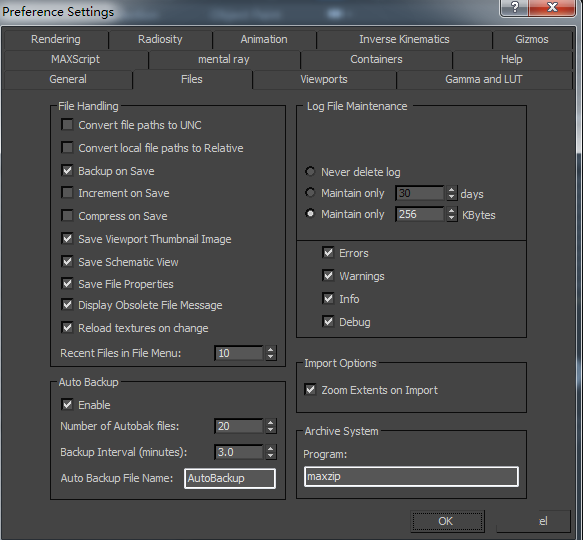 Preference Settings
?
Rendering Radiosity Animation Inverse Kinematics Gizmos
MAXScript mental ray Containers Help
General Files Viewports Gamma and LUT
File Handling
Convert file paths to UNC
Convert local file paths to Relative
Backup on Save
Increment on Save
Compress on Save
Save Viewport Thumbnail Image
Save Schematic View
Save File Properties
Display Obsolete File Message
Reload textures on change
Recent Files in File Menu: 10
Auto Backup
Enable
Number of Autobak files: 20
Backup Interval (minutes): 3.0
Auto Backup File Name: AutoBackup
Log File Maintenance
Never delete log
Maintain only 30 days
Maintain only 256 KBytes
Errors
Warnings
Info
Debug
Import Options
Zoom Extents on Import
Archive System
Program:
maxzip
OK el